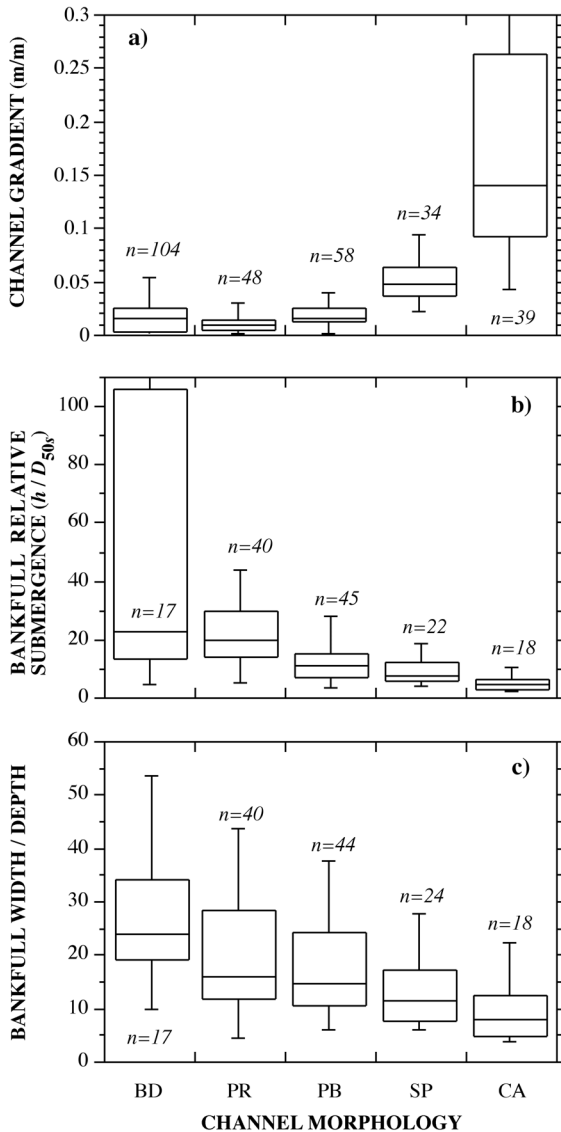 a)
CHANNEL GRADIENT (m/m)
0.3
0.25
0.2
0.15
0.1
0.05
0
n=104
n=48
n=58
n=34
n=39
b)
BANKFULL RELATIVE
SUBMERGENCE (h / D50s)
100
80
60
40
20
0
n=17
n=40
n=45
n=22
n=18
c)
BANKFULL WIDTH / DEPTH
60
50
40
30
20
10
0
n=17
n=40
n=44
n=24
n=18
BD PR PB SP CA
CHANNEL MORPHOLOGY